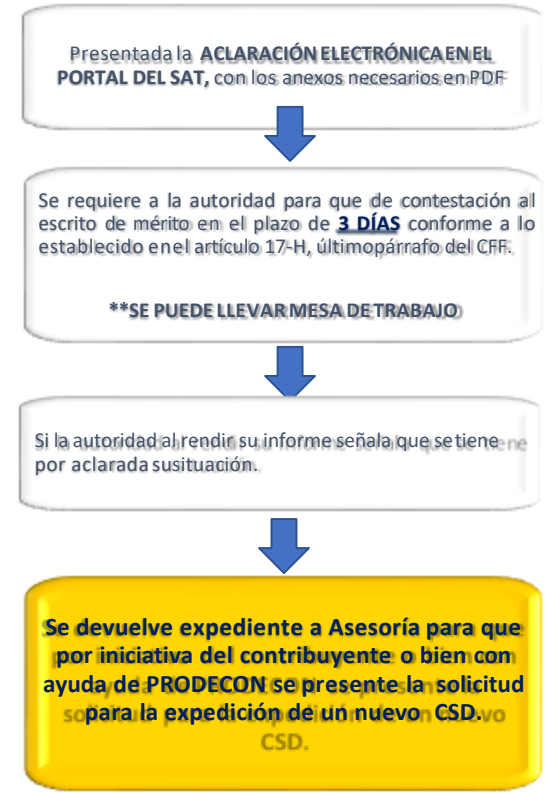 Presentada la ACLARACIÓN ELECTRÓNICA EN EL
PORTAL DEL SAT, con los anexos necesarios en PDF
Se requiere a la autoridad para que de contestación al
escrito de mérito en el plazo de 3 DÍAS conforme a lo
establecido en el artículo 17-H, último párrafo del CFF.
**SE PUEDE LLEVAR MESA DE TRABAJO
Si la autoridad al rendir su informe señala que se tiene
por aclarada su situación.
Se devuelve expediente a Asesoría para que
por iniciativa del contribuyente o bien con
ayuda de PRODECON se presente la solicitud
para la expedición de un nuevo CSD.